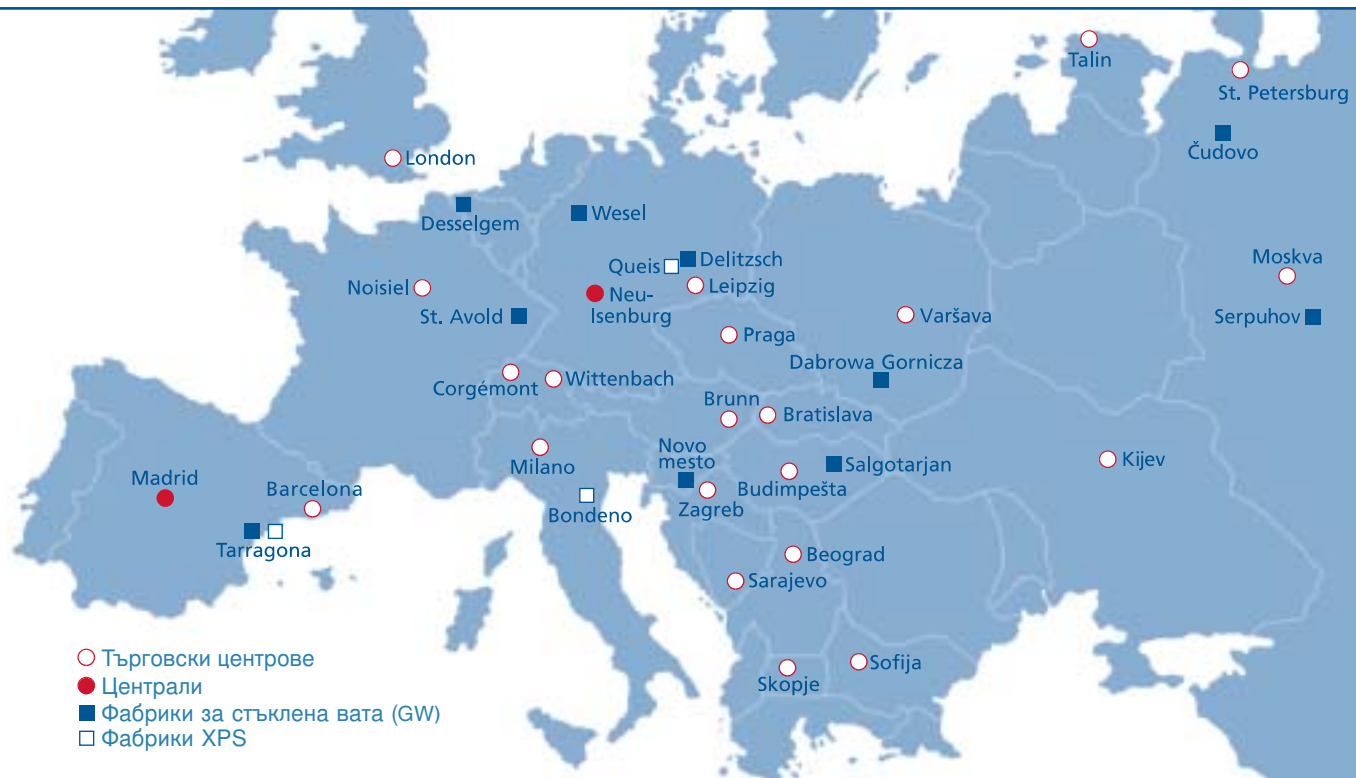 Talin
St. Petersburg
Čudovo
London
Desselgem
Wesel
Queis
Delitzsch
Leipzig
Moskva
Noisiel
Neu-
Isenburg
St. Avold
Varšava
Serpuhov
Praga
Dabrowa Gornicza
Corgémont
Wittenbach
Brunn
Bratislava
Milano
Novo
mesto
Salgotarjan
Kijev
Madrid
Barcelona
Budimpešta
Zagreb
Bondeno
Tarragona
Beograd
Sarajevo
Sofija
Skopje
Търговски центрове
Централи
Фабрики за стъклена вата (GW)
Фабрики XPS